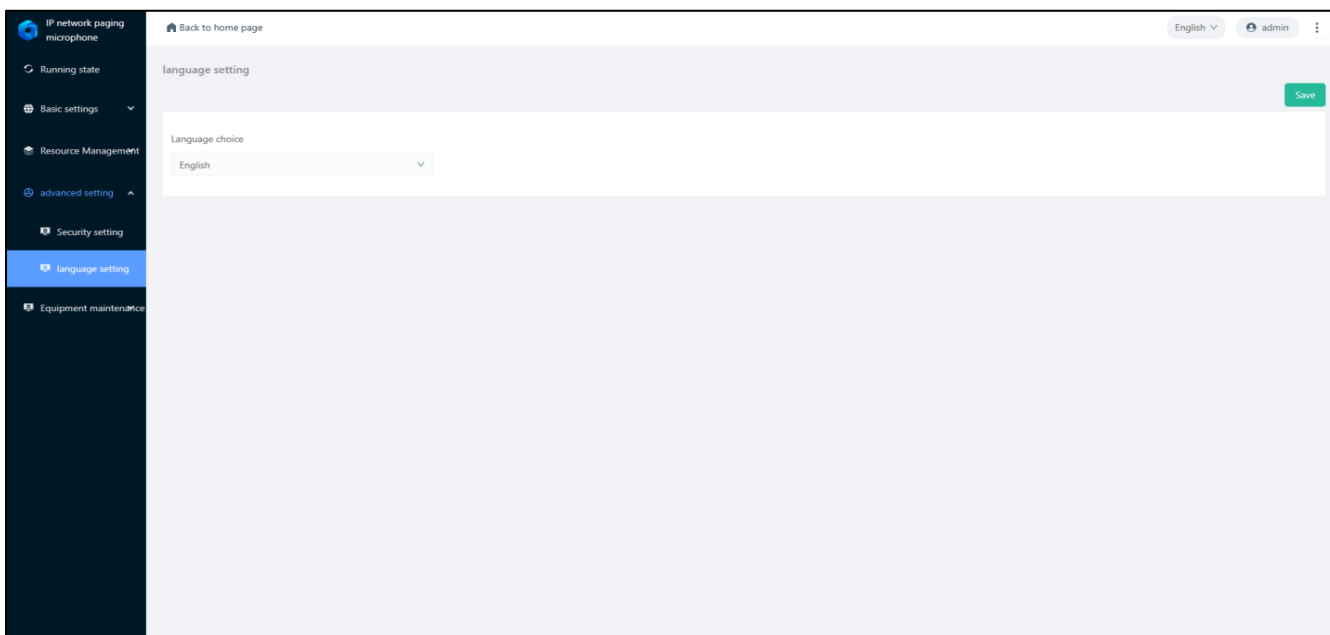 IP network paging
microphone
Back to home page
English
admin
Running state
language setting
Save
Basic settings
Language choice
English
Resource Management
advanced setting
Security setting
language setting
Equipment maintenance